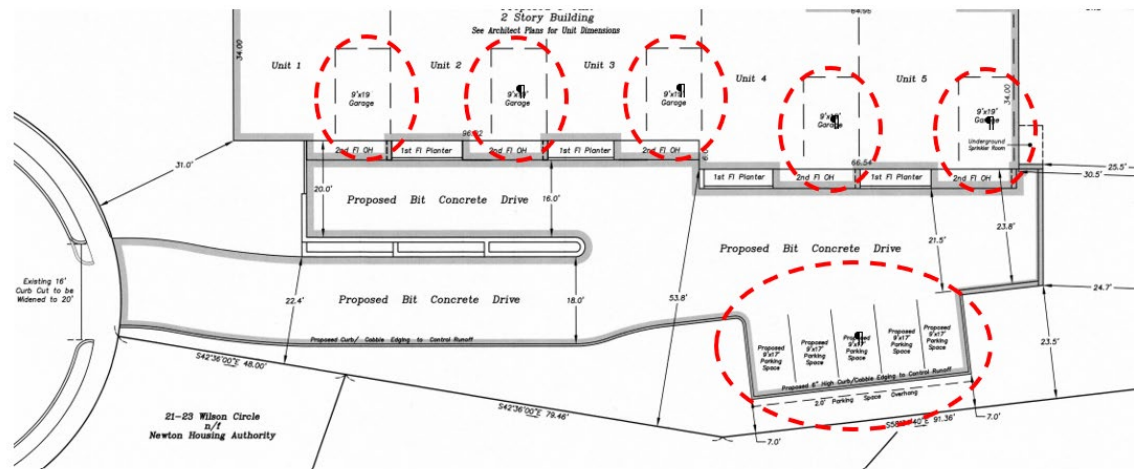 2 Story Building
See Architect Plans for Unit Dimensions
34.00
Unit 1
Unit 2
Unit 3
Unit 4
Unit 5
9'x19
Garage
Garage
Garage
Garage
9'x19'
Garage
34.00
Underground
Sprinkler Room
2nd Fl OH
1st Fl Planter
2nd Fl OH
1st Fl Planter
2nd Fl OH
66.54
1st Fl Planter
2nd Fl OH
1st Fl Planter
2nd Fl OH
25.5'
30.5'
31.0'
20.0'
16.0'
Proposed Bit Concrete Drive
Proposed Bit Concrete Drive
21.5'
23.8'
Existing 16'
Curb Cut to be
Widened to 20'
22.4'
Proposed Bit Concrete Drive
18.0'
53.8'
24.7'
23.5'
Proposed Curb/ Cobble Edging to Control Runoff
Proposed
9'x17'
Parking
Space
Proposed
9'x17'
Parking
Space
Proposed
Parking
Space
Proposed
9'x17'
Parking
Space
Proposed
9'x17'
Parking
Space
Proposed 6" High Curb/Cobble Edging to Control Runoff
2.0' Parking Space Overhang
S42°36'00"E 48.00'
S42°36'00"E 79.46'
91.36'
7.0'
7.0'
21-23 Wilson Circle
n/f
Newton Housing Authority